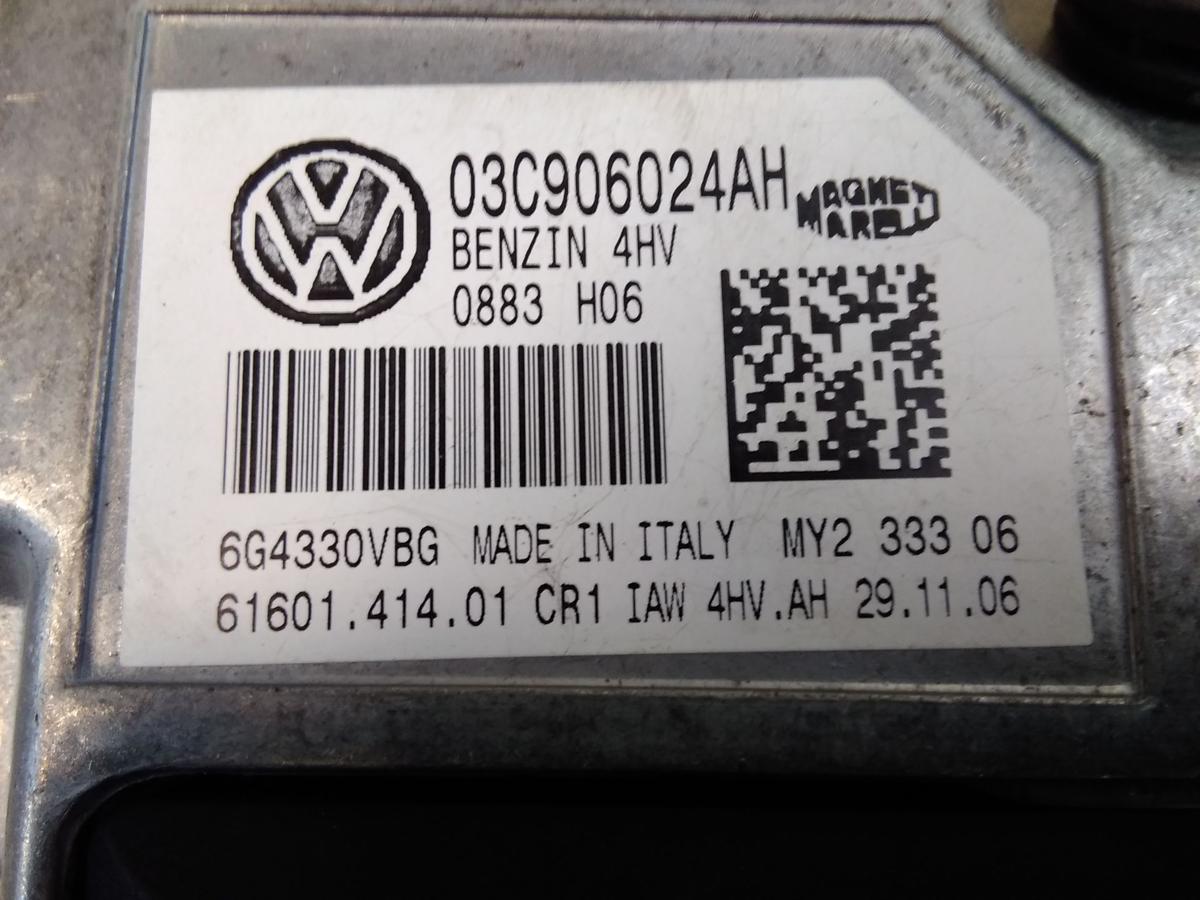 VW
03C906024AH
MAGNETI
MARELLI
BENZIN 4HV
0883 H06
6G4330VBG MADE IN ITALY MY2 333 06
61601.414.01 CR1 IAW 4HV.AH 29.11.06